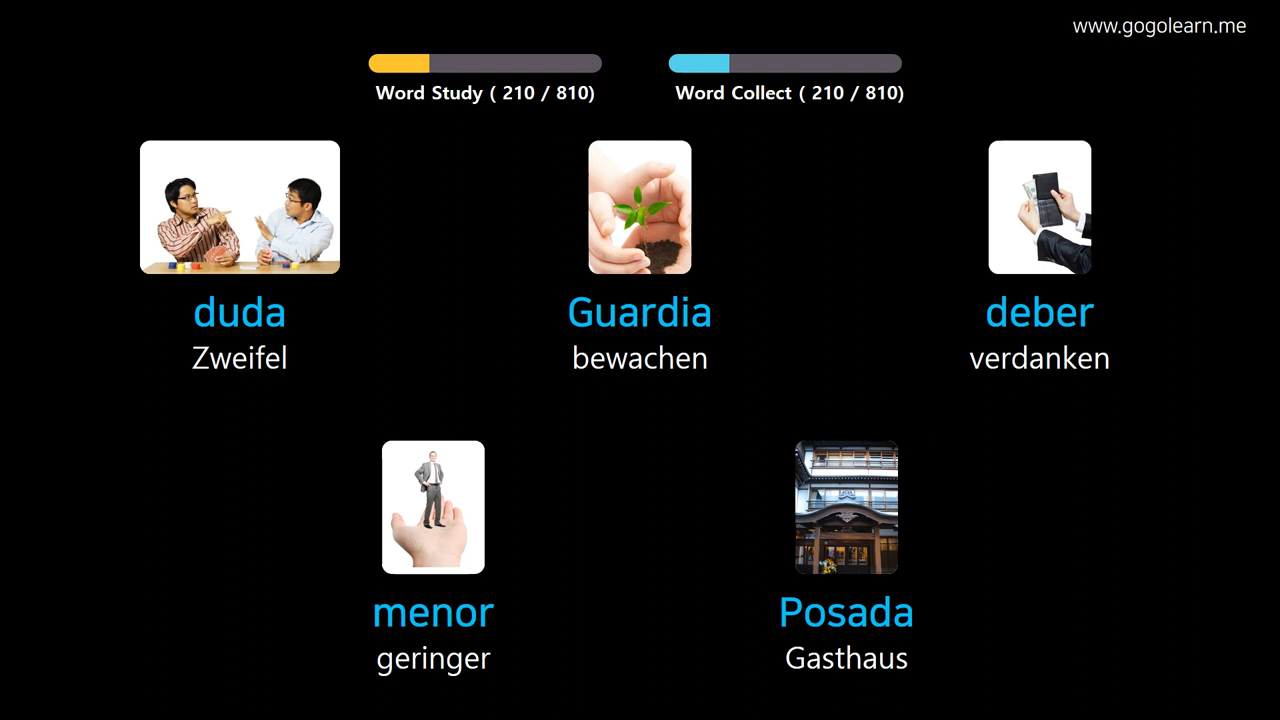 www.gogolearn.me
Word Study ( 210 / 810)
Word Collect ( 210 / 810)
duda
Zweifel
Guardia
bewachen
deber
verdanken
menor
geringer
Posada
Gasthaus